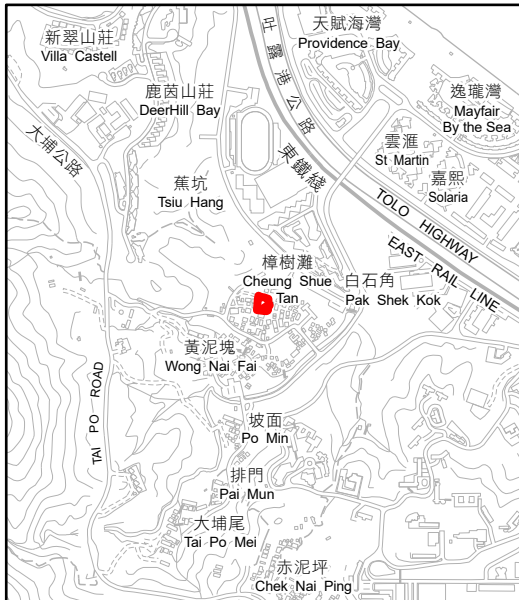 新翠山莊
Villa Castell
吐露港公路
天賦海灣
Providence Bay
鹿茵山莊
DeerHill Bay
逸瓏灣
Mayfair
By the Sea
大埔公路
雲滙
St Martin
東鐵綫
蕉坑
Tsiu Hang
嘉熙
Solaria
TOLO HIGHWAY
EAST RAIL LINE
樟樹灘
Cheung Shue
Tan
白石角
Pak Shek Kok
黃泥塊
Wong Nai Fai
TAI PO ROAD
坡面
Po Min
排門
Pai Mun
大埔尾
Tai Po Mei
赤泥坪
Chek Nai Ping